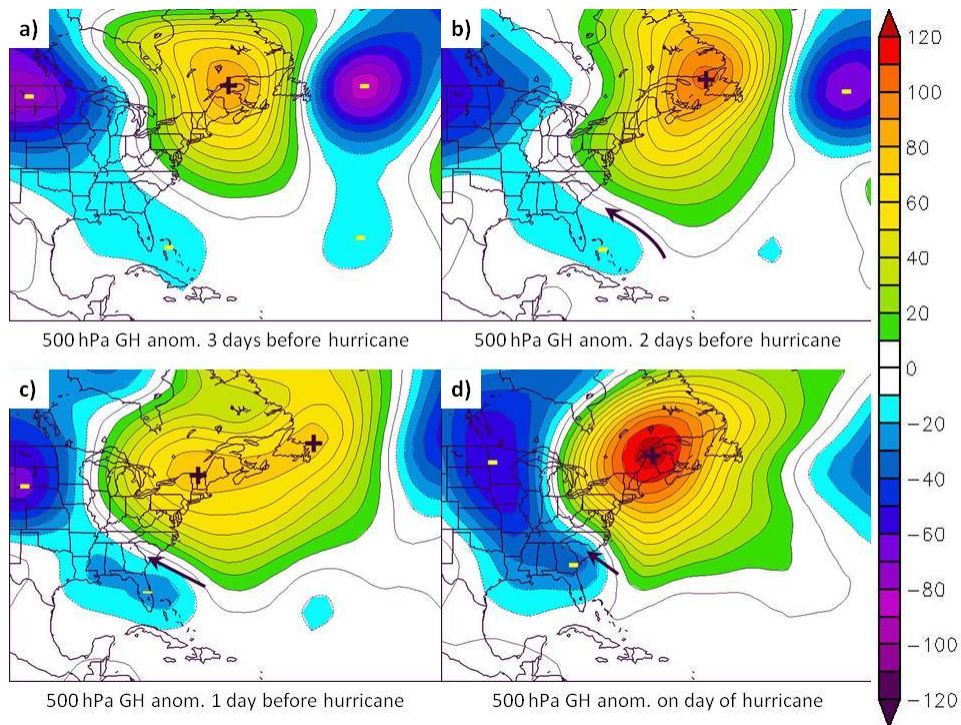 a)
b)
500 hPa GH anom. 3 days before hurricane
500 hPa GH anom. 2 days before hurricane
c)
d)
500 hPa GH anom. 1 day before hurricane
500 hPa GH anom. on day of hurricane
120
100
80
60
40
20
0
−20
−40
−60
−80
−100
−120